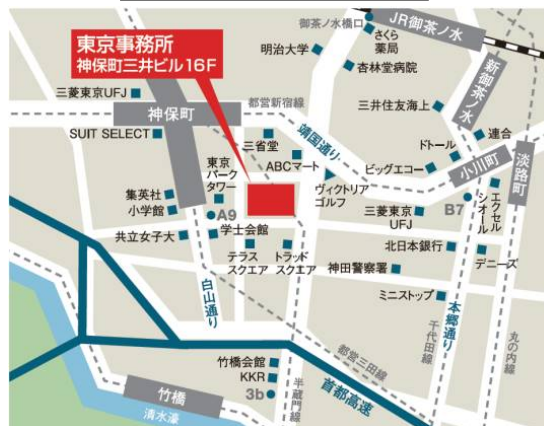 東京事務所
神保町三井ビル16F
御茶ノ水橋口
さくら
薬局
JR御茶ノ水
明治大学
杏林堂病院
新御茶ノ水
三菱東京UFJ
神保町
都営新宿線
靖国通り
三井住友海上
SUIT SELECT
三省堂
ABCマート
ドトール
連合
ビッグエコー
小川町
淡路町
東京
パーク
タワー
集英社
小学館
A9
ヴィクトリア
ゴルフ
三菱東京
UFJ
B7
エクセル
シオール
共立女子大
学士会館
テラス
スクエア
トラッド
スクエア
北日本銀行
デニーズ
神田警察署
ミニストップ
白山通り
本郷通り
千代田線
丸の内線
都営三田線
首都高速
竹橋会館
KKR
3b
半蔵門線
竹橋
清水濠